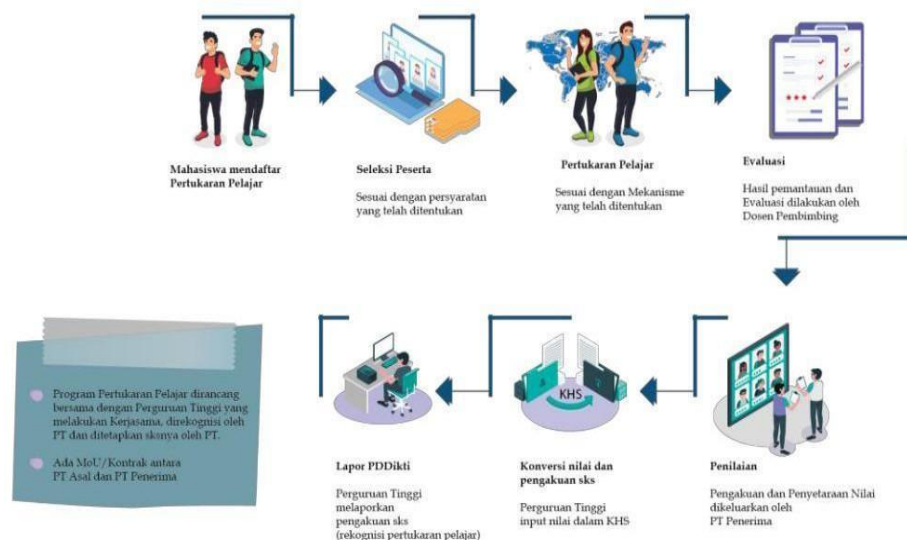 Mahasiswa mendaftar
Pertukaran Pelajar
Seleksi Peserta
Sesuai dengan persyaratan
yang telah ditentukan
Pertukaran Pelajar
Sesuai dengan Mekanisme
yang telah ditentukan
Evaluasi
Hasil pemantauan dan
Evaluasi dilakukan oleh
Dosen Pembimbing
Program Pertukaran Pelajar dirancang
bersama dengan Perguruan Tinggi yang
melakukan Kerjasama, direkognisi oleh
PT dan ditetapkan sksnya oleh PT.
Ada MoU/Kontrak antara
PT Asal dan PT Penerima
Lapor PDDikti
Perguruan Tinggi
melaporkan
pengakuan sks
(rekognisi pertukaran pelajar)
KHS
Konversi nilai dan
pengakuan sks
Perguruan Tinggi
input nilai dalam KHS
Penilaian
Pengakuan dan Penyetaraan Nilai
dikeluarkan oleh
PT Penerima